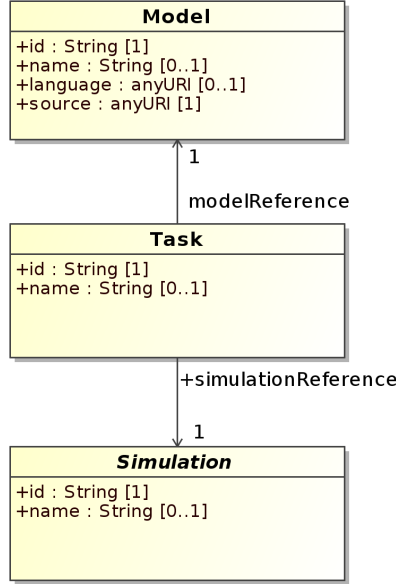 Model
+id : String [1]
+name : String [0..1]
+language : anyURI [0..1]
+source : anyURI [1]
1
modelReference
Task
+id : String [1]
+name : String [0..1]
+simulationReference
1
Simulation
+id : String [1]
+name : String [0..1]